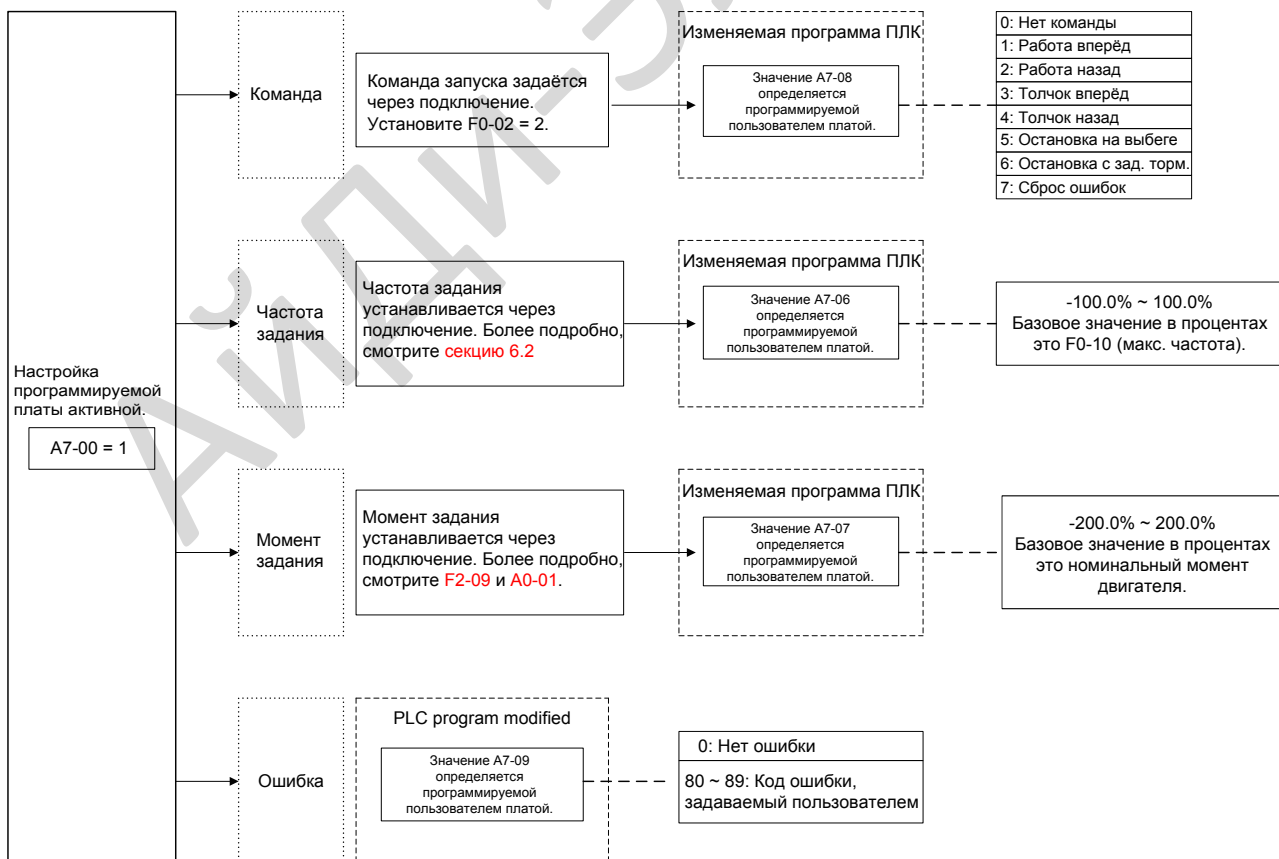 Настройка
программируемой
платы активной.
A7-00 = 1
Команда
Команда запуска задаётся
через подключение.
Установите F0-02 = 2.
Изменяемая программа ПЛК
Значение A7-08
определяется
программируемой
пользователем платой.
0: Нет команды
1: Работа вперёд
2: Работа назад
3: Толчок вперёд
4: Толчок назад
5: Остановка на выбеге
6: Остановка с зад. торм.
7: Сброс ошибок
Частота
задания
Частота задания
устанавливается через
подключение. Более подробно,
смотрите секцию 6.2
Изменяемая программа ПЛК
Значение A7-06
определяется
программируемой
пользователем платой.
-100.0% ~ 100.0%
Базовое значение в процентах
это F0-10 (макс. частота).
Момент
задания
Момент задания
устанавливается через
подключение. Более подробно,
смотрите F2-09 и A0-01.
Изменяемая программа ПЛК
Значение A7-07
определяется
программируемой
пользователем платой.
-200.0% ~ 200.0%
Базовое значение в процентах
это номинальный момент
двигателя.
Ошибка
PLC program modified
Значение A7-09
определяется
программируемой
пользователем платой.
0: Нет ошибки
80 ~ 89: Код ошибки,
задаваемый пользователем